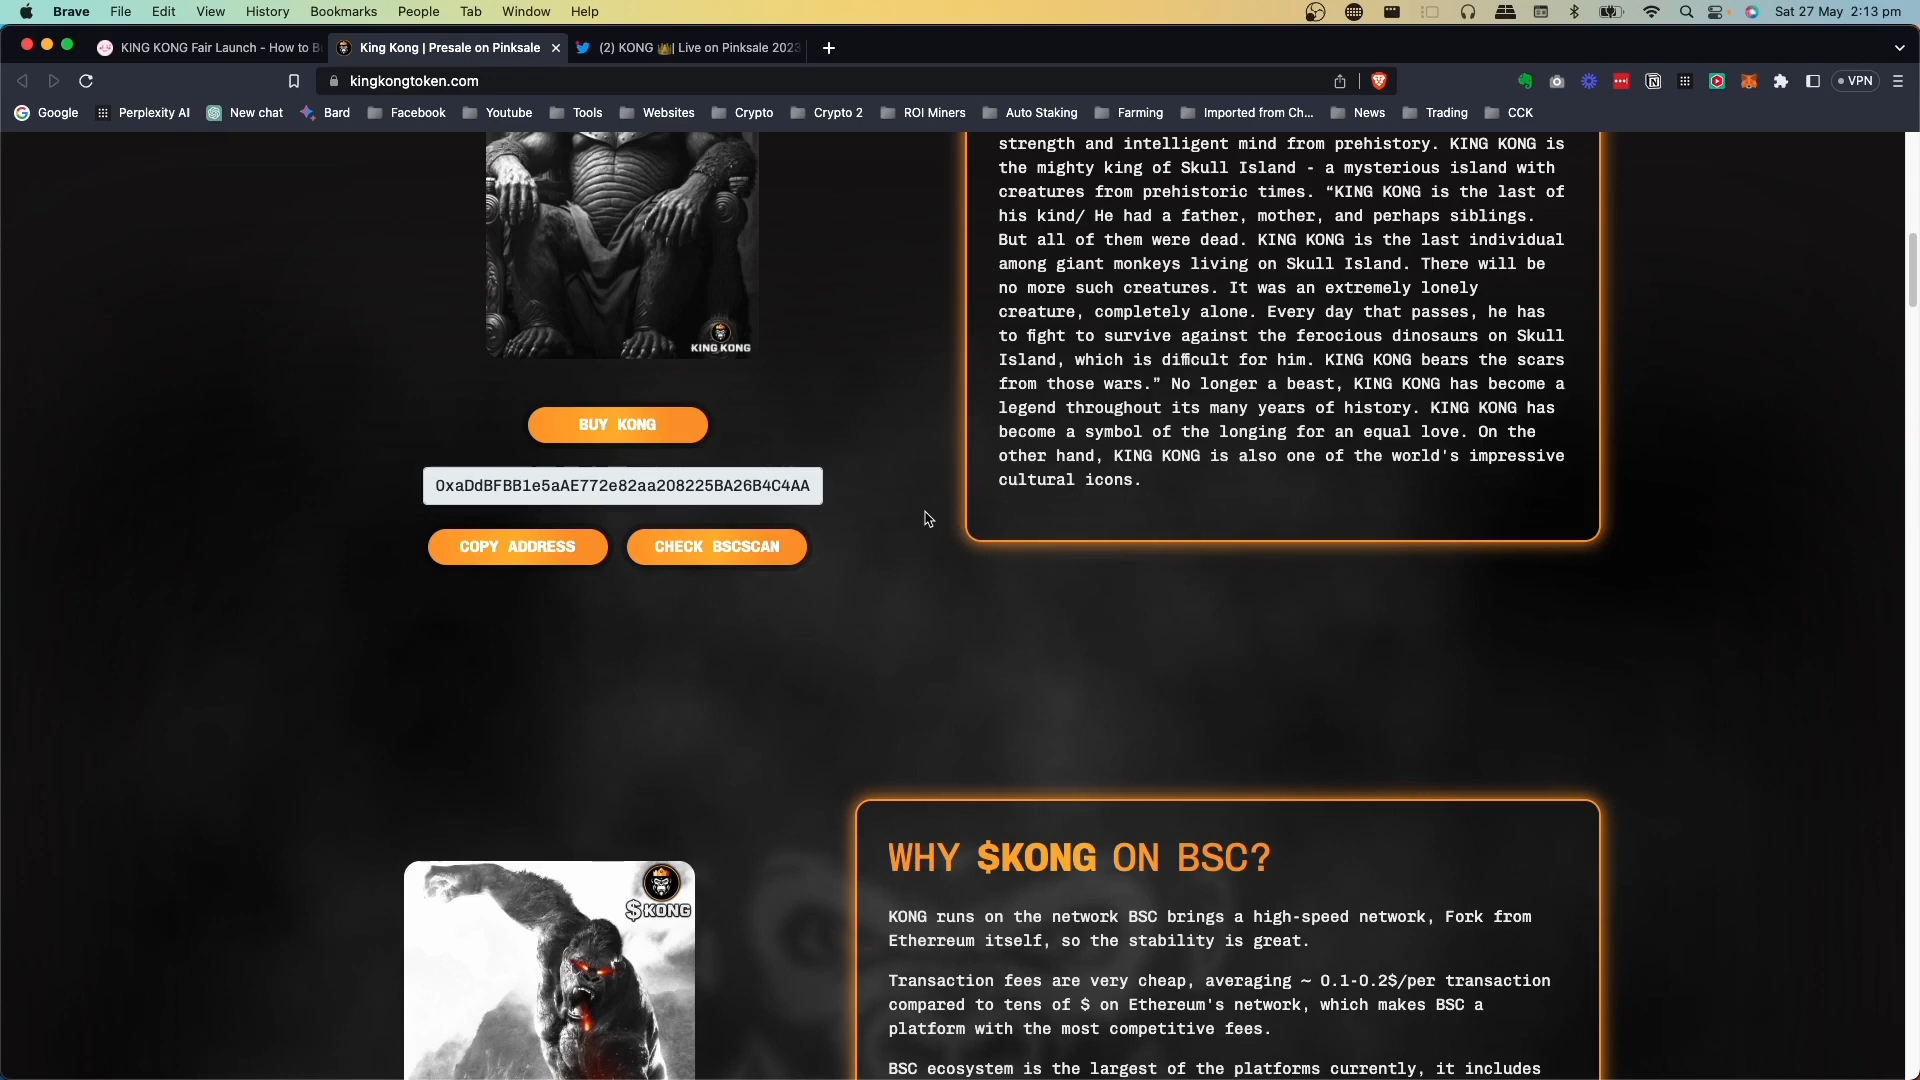 Brave File Edit View History Bookmarks People Tab Window Help Sat 27 May 2:13 pm
KING KONG Fair Launch - How to B
King Kong | Presale on Pinksale
(2) KONG 👑| Live on Pinksale 2023
kingkongtoken.com
VPN
Google Perplexity AI New chat Bard Facebook Youtube Tools Websites Crypto Crypto 2 ROI Miners Auto Staking Farming Imported from Ch... News Trading CCK
strength and intelligent mind from prehistory. KING KONG is
the mighty king of Skull Island - a mysterious island with
creatures from prehistoric times. “KING KONG is the last of
his kind/ He had a father, mother, and perhaps siblings.
But all of them were dead. KING KONG is the last individual
among giant monkeys living on Skull Island. There will be
no more such creatures. It was an extremely lonely
creature, completely alone. Every day that passes, he has
to fight to survive against the ferocious dinosaurs on Skull
Island, which is difficult for him. KING KONG bears the scars
from those wars.” No longer a beast, KING KONG has become a
legend throughout its many years of history. KING KONG has
become a symbol of the longing for an equal love. On the
other hand, KING KONG is also one of the world's impressive
cultural icons.
KING KONG
BUY KONG
0xaDdBFBB1e5aAE772e82aa208225BA26B4C4AA
COPY ADDRESS
CHECK BSCSCAN
$KONG
WHY $KONG ON BSC?
KONG runs on the network BSC brings a high-speed network, Fork from
Etherreum itself, so the stability is great.
Transaction fees are very cheap, averaging ~ 0.1-0.2$/per transaction
compared to tens of $ on Ethereum's network, which makes BSC a
platform with the most competitive fees.
BSC ecosystem is the largest of the platforms currently, it includes